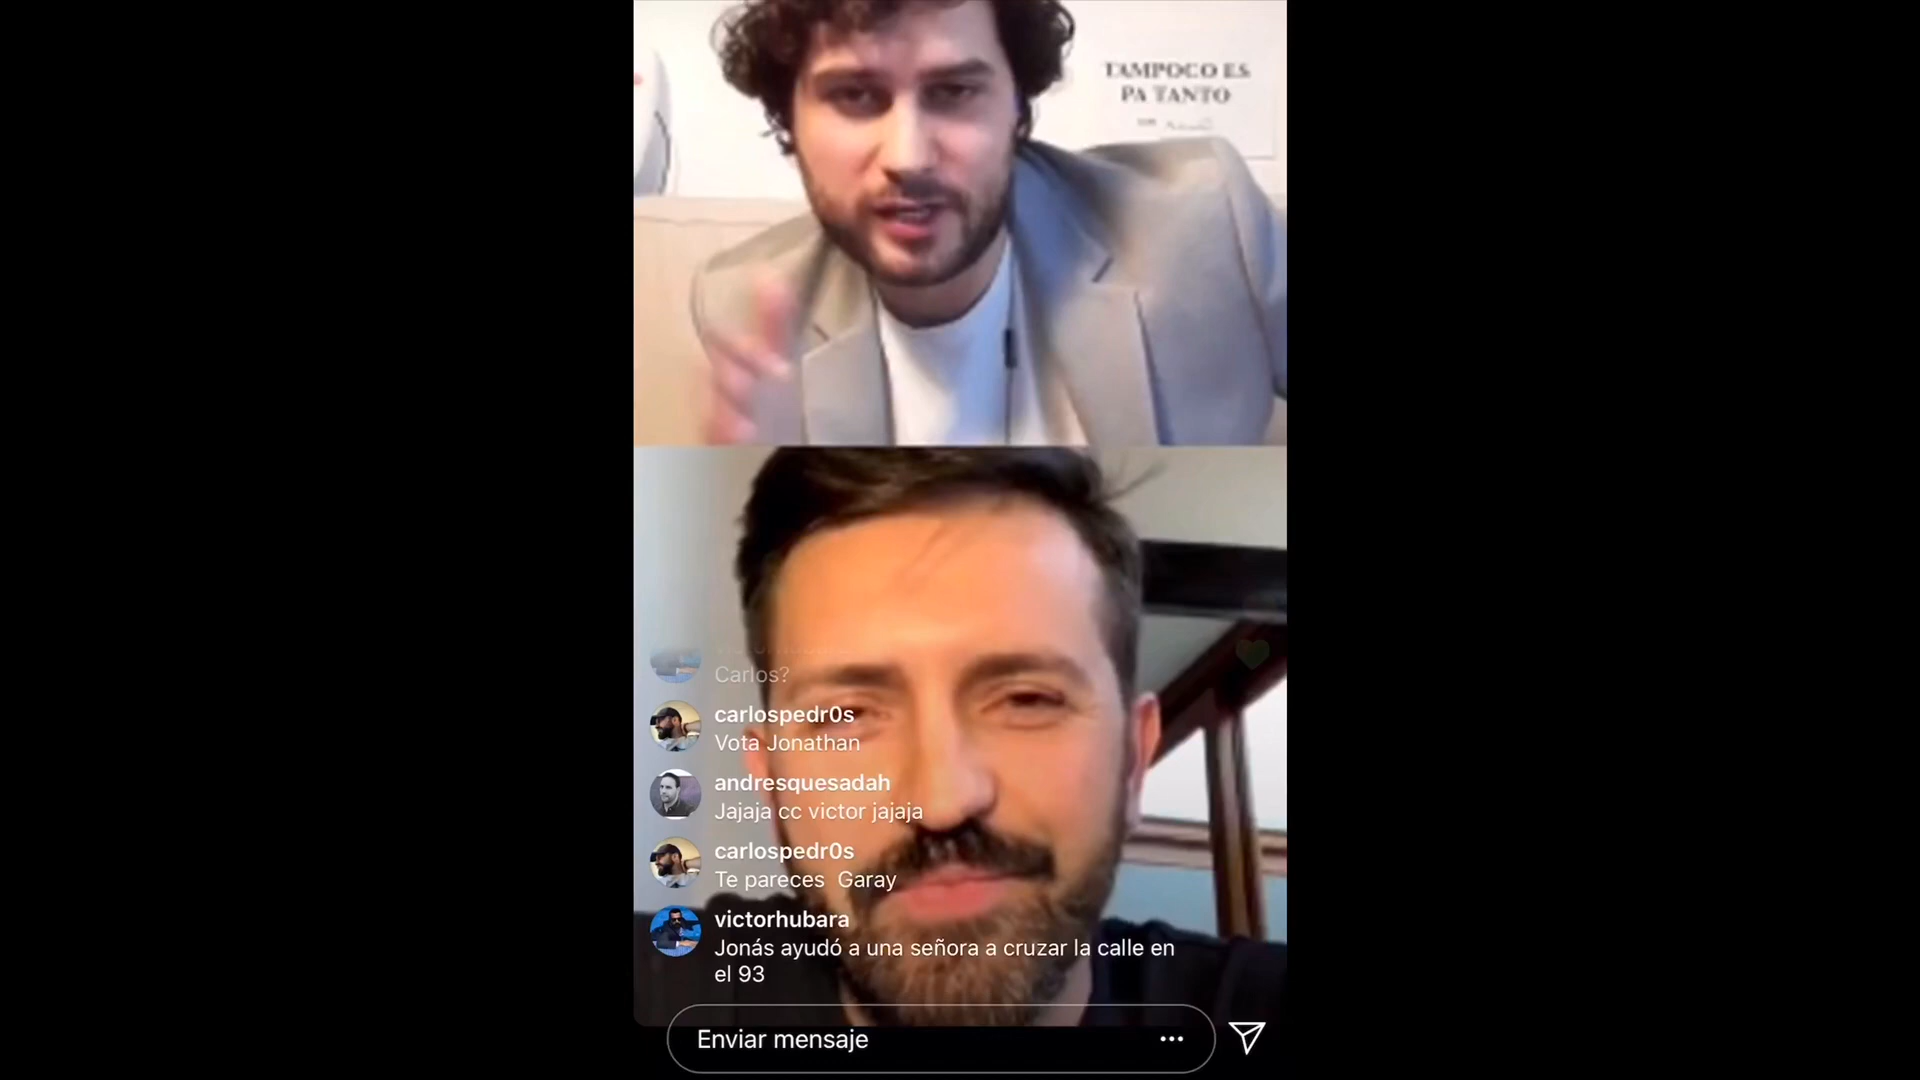 TAMPOCO ES
PA TANTO
Carlos?
carlospedr0s
Vota Jonathan
andresquesadah
Jajaja cc victor jajaja
carlospedr0s
Te pareces  Garay
victorhubara
Jonás ayudó a una señora a cruzar la calle en
el 93
Enviar mensaje